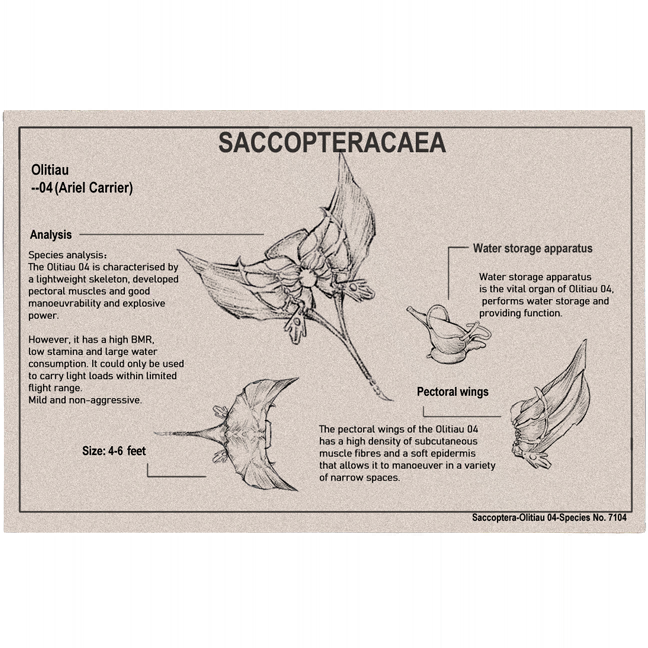 SACCOPTERACAEA
Olitiau
--04 (Ariel Carrier)
Analysis
Species analysis:
The Olitiau 04 is characterised by
a lightweight skeleton, developed
pectoral muscles and good
manoeuvrability and explosive
power.
However, it has a high BMR,
low stamina and large water
consumption. It could only be used
to carry light loads within limited
flight range.
Mild and non-aggressive.
Water storage apparatus
Water storage apparatus
is the vital organ of Olitiau 04,
performs water storage and
providing function.
Pectoral wings
The pectoral wings of the Olitiau 04
has a high density of subcutaneous
muscle fibres and a soft epidermis
that allows it to manoeuver in a variety
of narrow spaces.
Size: 4-6 feet
Saccoptera-Olitiau 04-Species No. 7104